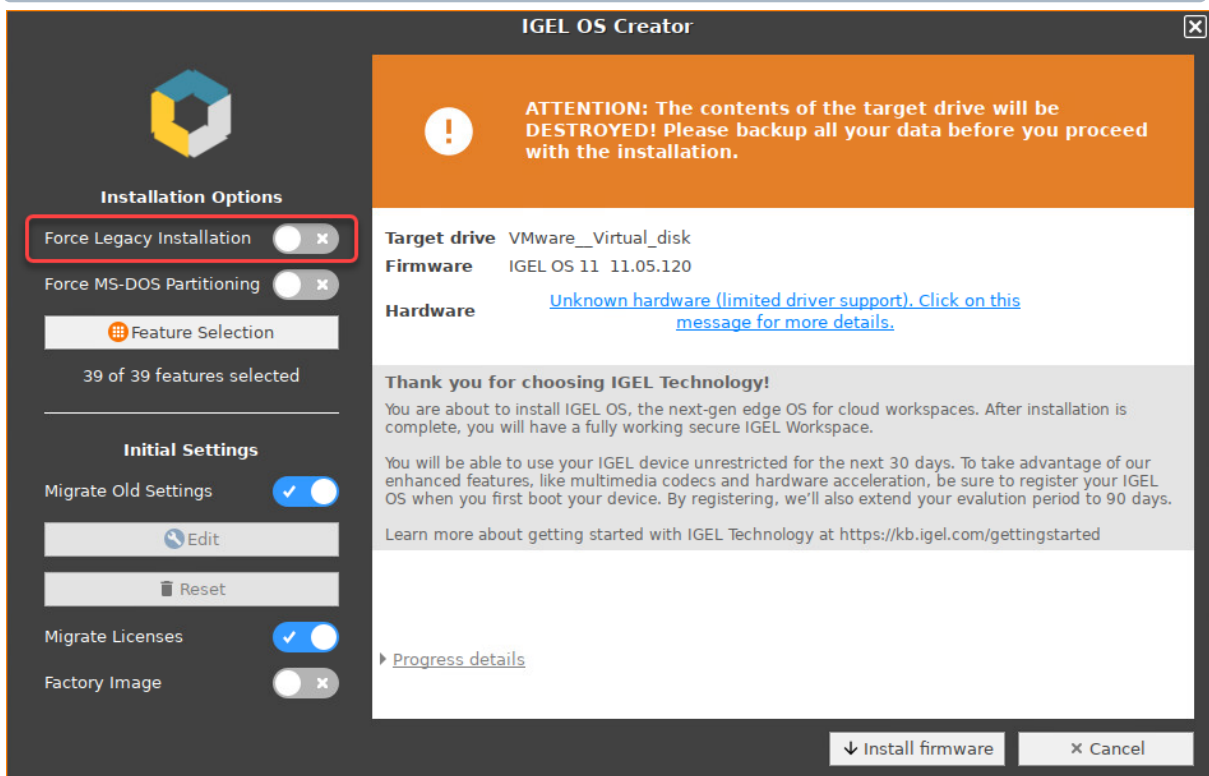 IGEL OS Creator
Installation Options
Force Legacy Installation
Force MS-DOS Partitioning
Feature Selection
39 of 39 features selected
Initial Settings
Migrate Old Settings
Edit
Reset
Migrate Licenses
Factory Image
ATTENTION: The contents of the target drive will be
DESTROYED! Please backup all your data before you proceed
with the installation.
Target drive VMware__Virtual_disk
Firmware IGEL OS 11 11.05.120
Hardware Unknown hardware (limited driver support). Click on this
message for more details.
Thank you for choosing IGEL Technology!
You are about to install IGEL OS, the next-gen edge OS for cloud workspaces. After installation is
complete, you will have a fully working secure IGEL Workspace.
You will be able to use your IGEL device unrestricted for the next 30 days. To take advantage of our
enhanced features, like multimedia codecs and hardware acceleration, be sure to register your IGEL
OS when you first boot your device. By registering, we'll also extend your evalution period to 90 days.
Learn more about getting started with IGEL Technology at https://kb.igel.com/gettingstarted
Progress details
Install firmware
Cancel